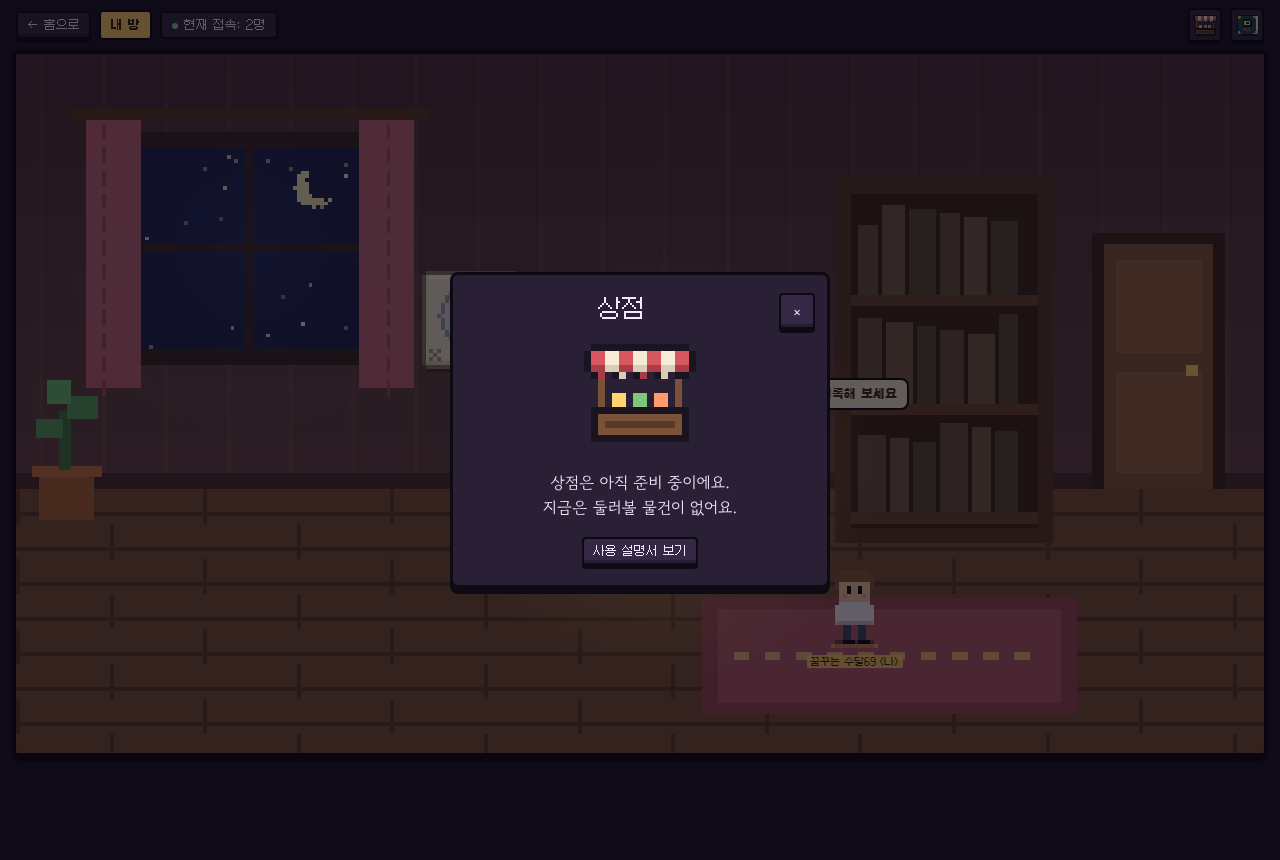 ← 홈으로
내 방
현재 접속: 2명
상점
×
상점은 아직 준비 중이에요.
지금은 둘러볼 물건이 없어요.
사용 설명서 보기
보세요
꿈꾸는 수달69 (나)